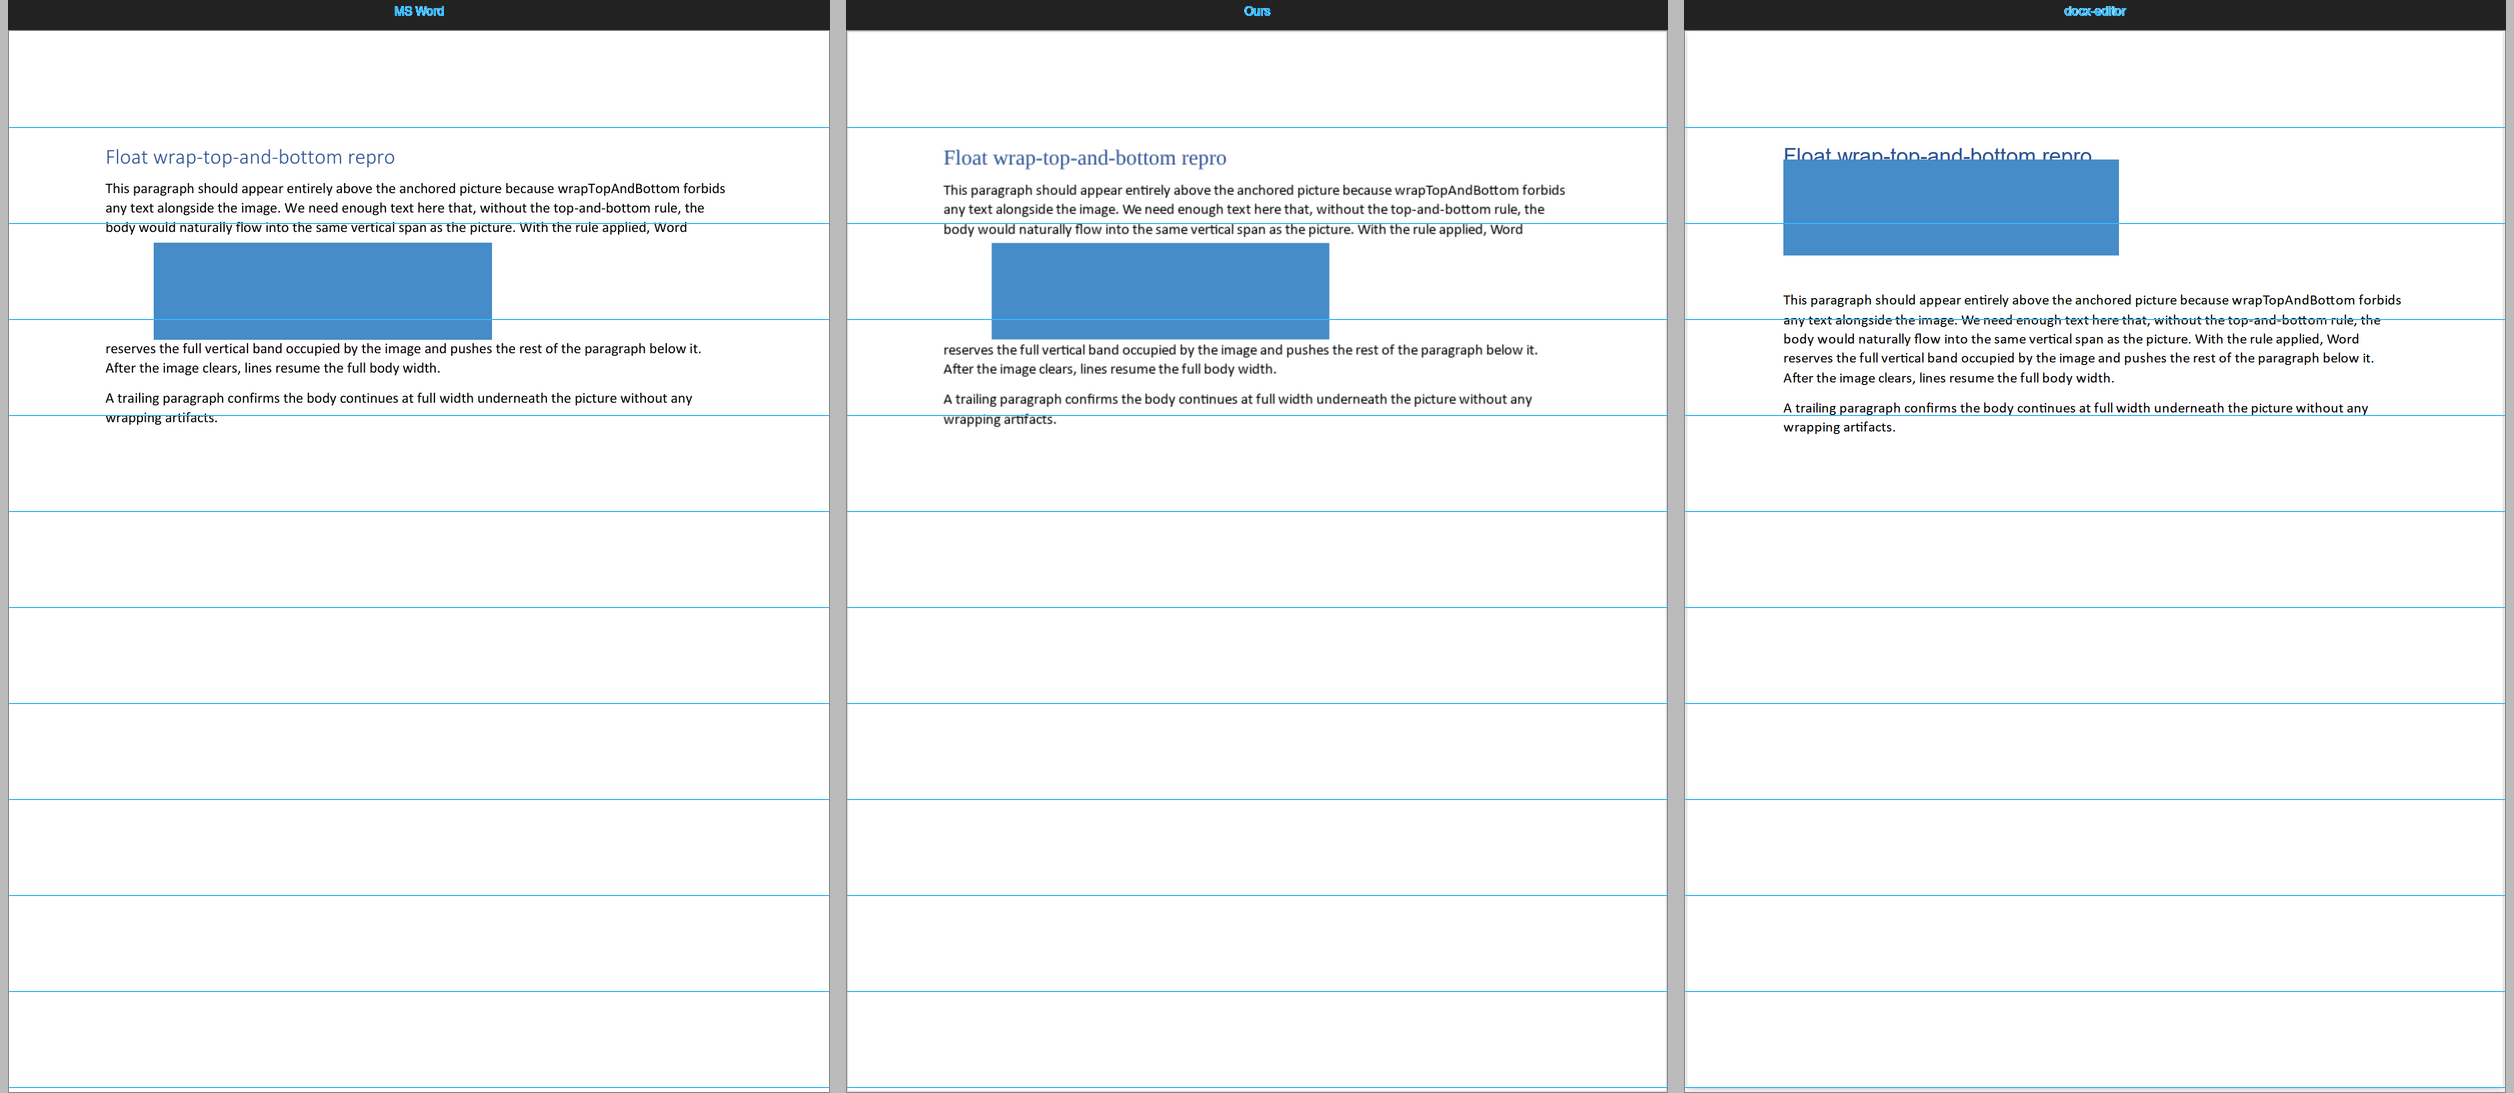 MS Word
Float wrap-top-and-bottom repro
This paragraph should appear entirely above the anchored picture because wrapTopAndBottom forbids
any text alongside the image. We need enough text here that, without the top-and-bottom rule, the
body would naturally flow into the same vertical span as the picture. With the rule applied, Word
reserves the full vertical band occupied by the image and pushes the rest of the paragraph below it.
After the image clears, lines resume the full body width.
A trailing paragraph confirms the body continues at full width underneath the picture without any
wrapping artifacts.
Ours
Float wrap-top-and-bottom repro
This paragraph should appear entirely above the anchored picture because wrapTopAndBottom forbids
any text alongside the image. We need enough text here that, without the top-and-bottom rule, the
body would naturally flow into the same vertical span as the picture. With the rule applied, Word
reserves the full vertical band occupied by the image and pushes the rest of the paragraph below it.
After the image clears, lines resume the full body width.
A trailing paragraph confirms the body continues at full width underneath the picture without any
wrapping artifacts.
docx-editor
Float wrap-top-and-bottom repro
This paragraph should appear entirely above the anchored picture because wrapTopAndBottom forbids
any text alongside the image. We need enough text here that, without the top-and-bottom rule, the
body would naturally flow into the same vertical span as the picture. With the rule applied, Word
reserves the full vertical band occupied by the image and pushes the rest of the paragraph below it.
After the image clears, lines resume the full body width.
A trailing paragraph confirms the body continues at full width underneath the picture without any
wrapping artifacts.